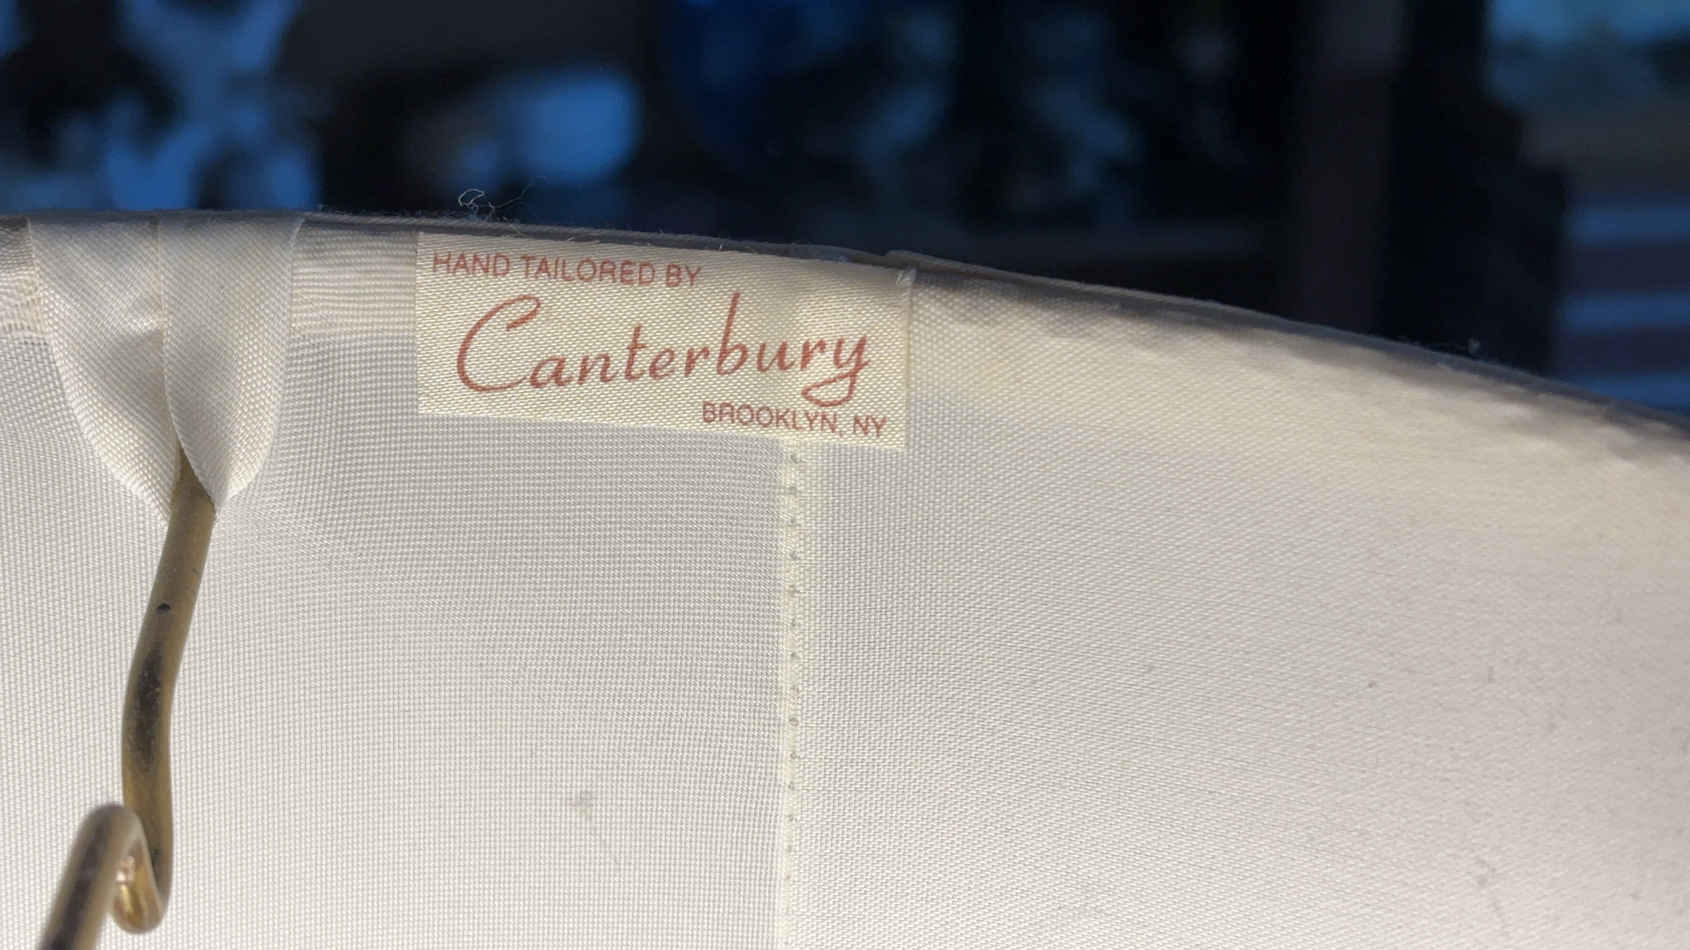 HAND TAILORED BY
Canterbury
BROOKLYN, NY